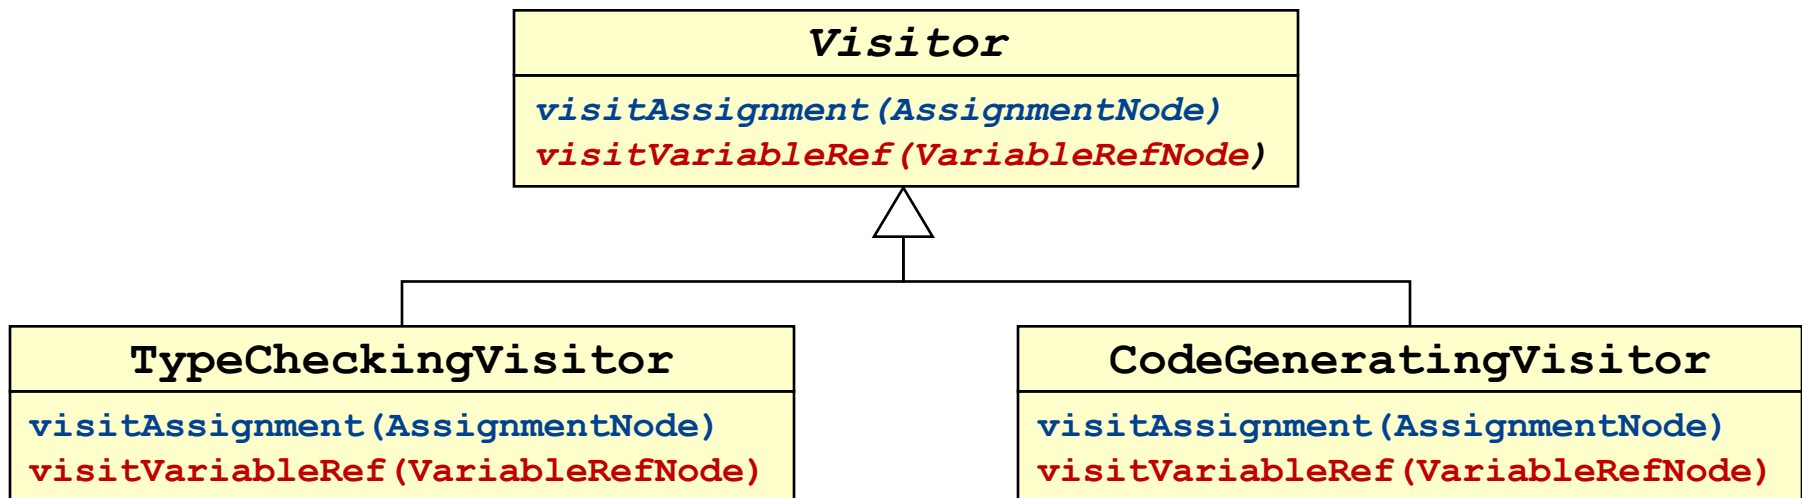 Visitor
visitAssignment(AssignmentNode)
visitVariableRef(VariableRefNode)
TypeCheckingVisitor
visitAssignment(AssignmentNode)
visitVariableRef(VariableRefNode)
CodeGeneratingVisitor
visitAssignment(AssignmentNode)
visitVariableRef(VariableRefNode)